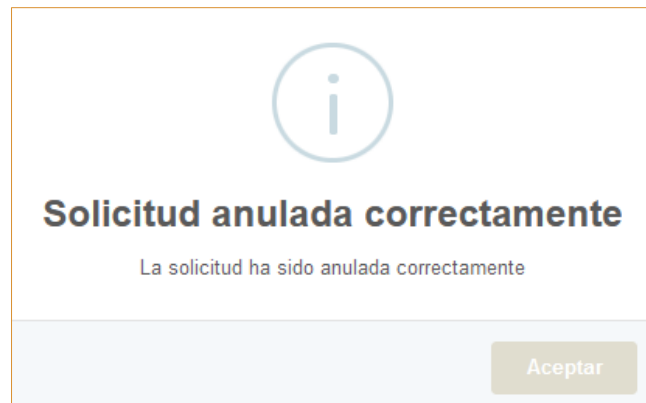 Solicitud anulada correctamente
La solicitud ha sido anulada correctamente
Aceptar